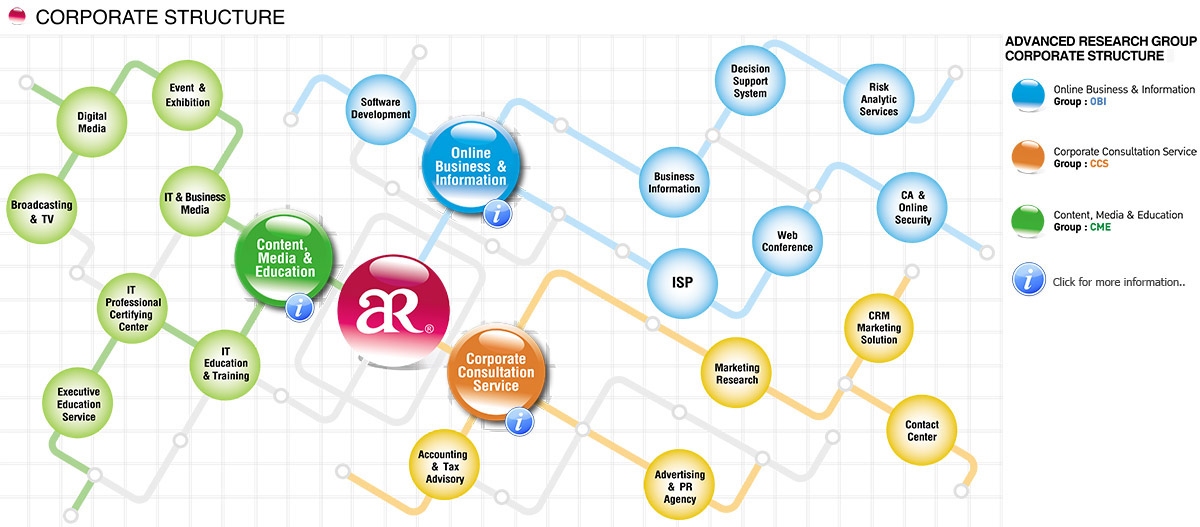 CORPORATE STRUCTURE
ADVANCED RESEARCH GROUP
CORPORATE STRUCTURE
Online Business & Information
Group : OBI
Corporate Consultation Service
Group : CCS
Content, Media & Education
Group : CME
i
Click for more information..
Digital
Media
Event &
Exhibition
Broadcasting
& TV
IT & Business
Media
Content,
Media &
Education
i
IT
Professional
Certifying
Center
IT
Education
& Training
Executive
Education
Service
aR®
Software
Development
Online
Business &
Information
i
Business
Information
Decision
Support
System
Risk
Analytic
Services
ISP
Web
Conference
CA &
Online
Security
Corporate
Consultation
Service
i
Accounting
& Tax
Advisory
Marketing
Research
CRM
Marketing
Solution
Contact
Center
Advertising
& PR
Agency